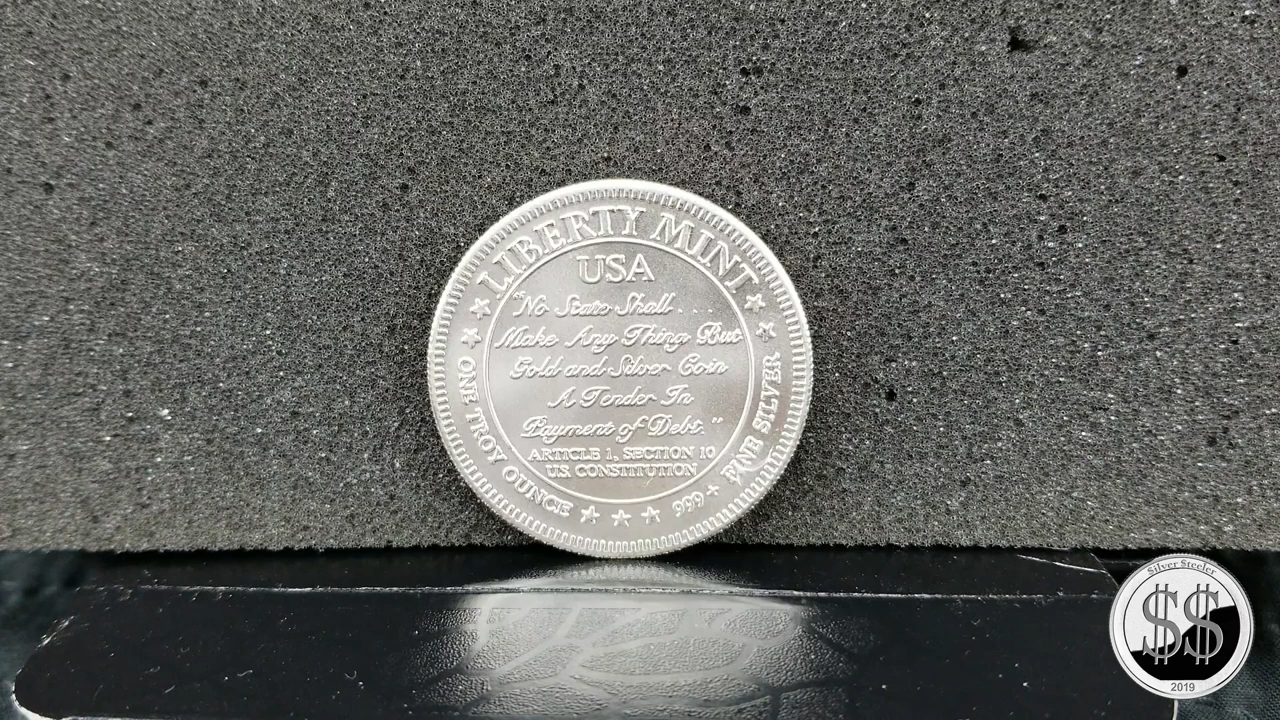 LIBERTY MINT
USA
"No State Shall . .
Make Any Thing But
Gold and Silver Coin
A Tender In
Payment of Debt."
ARTICLE 1, SECTION 10
U.S. CONSTITUTION
ONE TROY OUNCE
999+ FINE SILVER
Silver Steeler
$$
2019